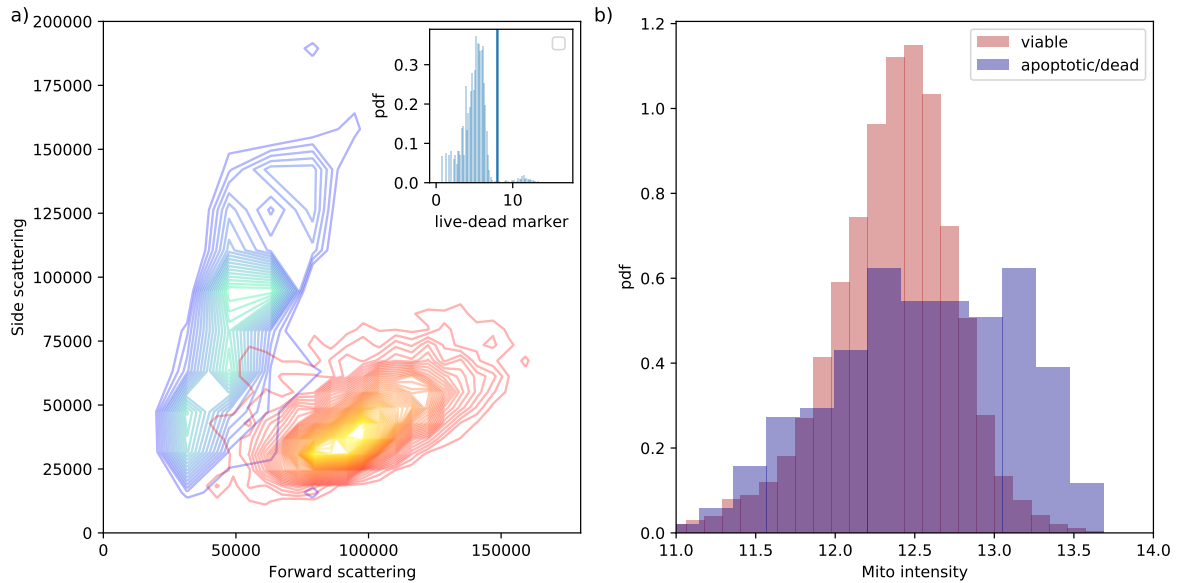 a)
200000
175000
150000
125000
100000
75000
50000
25000
0
Side scattering
0 50000 100000 150000
Forward scattering
0.3
0.2
0.1
0.0
pdf
0 10
live-dead marker
b)
1.2
1.0
0.8
0.6
0.4
0.2
0.0
pdf
viable
apoptotic/dead
11.0 11.5 12.0 12.5 13.0 13.5 14.0
Mito intensity